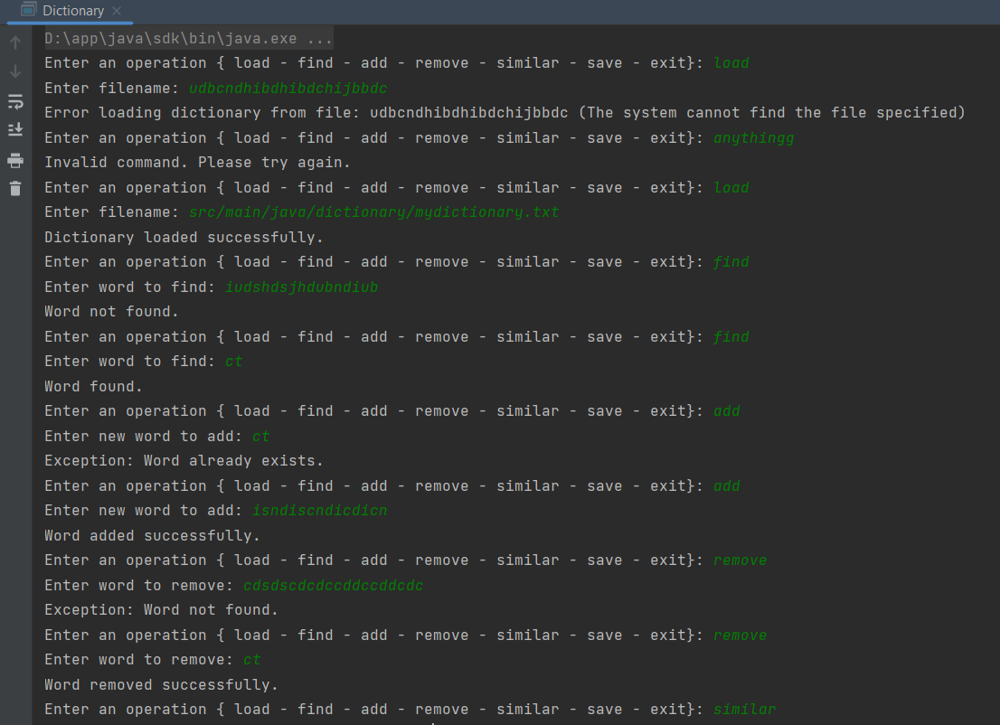 Dictionary
D:\app\java\sdk\bin\java.exe ...
Enter an operation { load - find - add - remove - similar - save - exit}: load
Enter filename: udbcndhibdhibdchijbbdc
Error loading dictionary from file: udbcndhibdhibdchijbbdc (The system cannot find the file specified)
Enter an operation { load - find - add - remove - similar - save - exit}: anythingg
Invalid command. Please try again.
Enter an operation { load - find - add - remove - similar - save - exit}: load
Enter filename: src/main/java/dictionary/mydictionary.txt
Dictionary loaded successfully.
Enter an operation { load - find - add - remove - similar - save - exit}: find
Enter word to find: iudshdsjhdubndiub
Word not found.
Enter an operation { load - find - add - remove - similar - save - exit}: find
Enter word to find: ct
Word found.
Enter an operation { load - find - add - remove - similar - save - exit}: add
Enter new word to add: ct
Exception: Word already exists.
Enter an operation { load - find - add - remove - similar - save - exit}: add
Enter new word to add: isndiscndicdicn
Word added successfully.
Enter an operation { load - find - add - remove - similar - save - exit}: remove
Enter word to remove: cdsdscdcdccddccddcdc
Exception: Word not found.
Enter an operation { load - find - add - remove - similar - save - exit}: remove
Enter word to remove: ct
Word removed successfully.
Enter an operation { load - find - add - remove - similar - save - exit}: similar